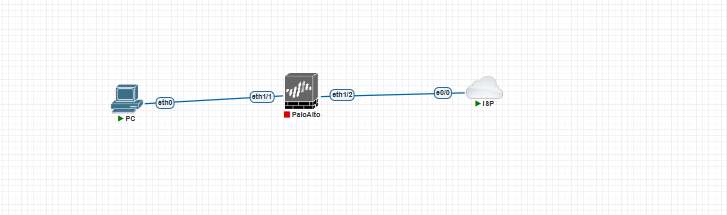 eth0
eth1/1
eth1/2
e0/0
PC
PaloAlto
ISP